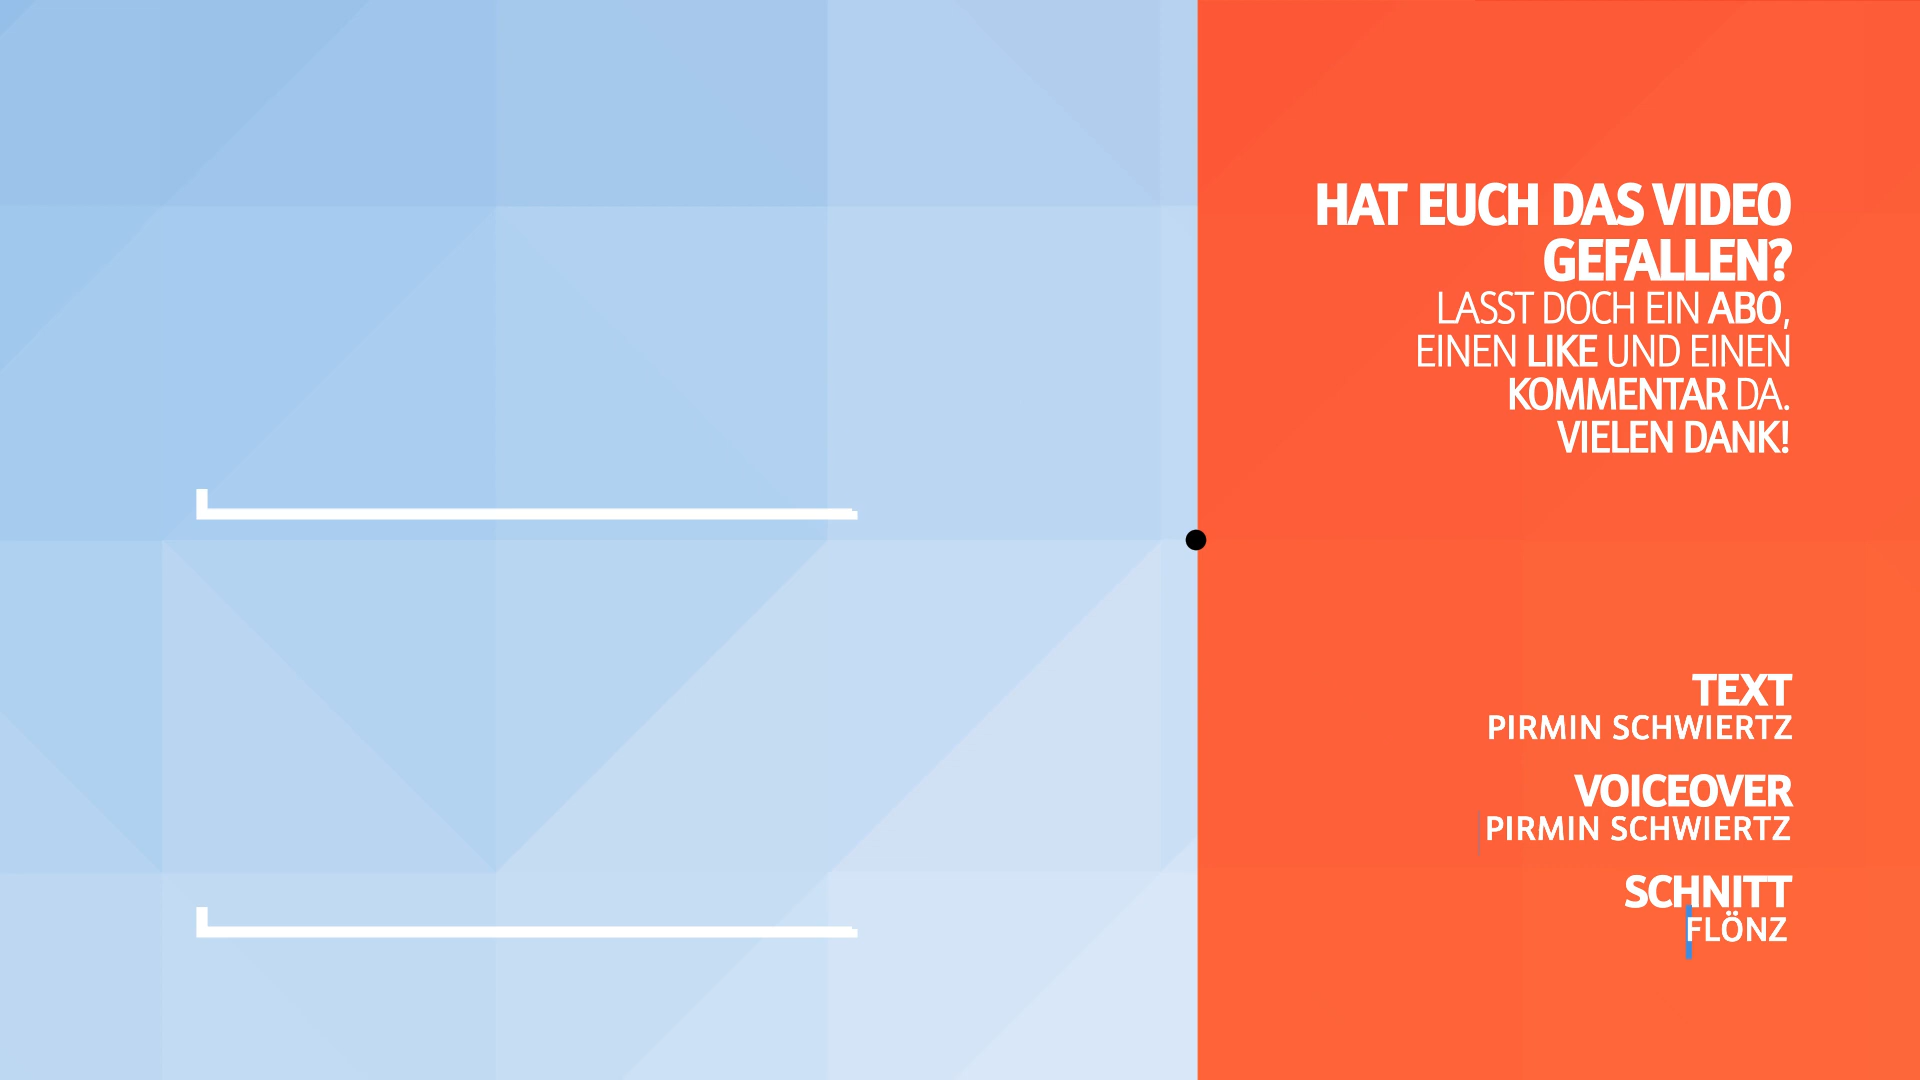 HAT EUCH DAS VIDEO
GEFALLEN?
LASST DOCH EIN ABO,
EINEN LIKE UND EINEN
KOMMENTAR DA.
VIELEN DANK!
TEXT
PIRMIN SCHWIERTZ
VOICEOVER
PIRMIN SCHWIERTZ
SCHNITT
FLÖNZ